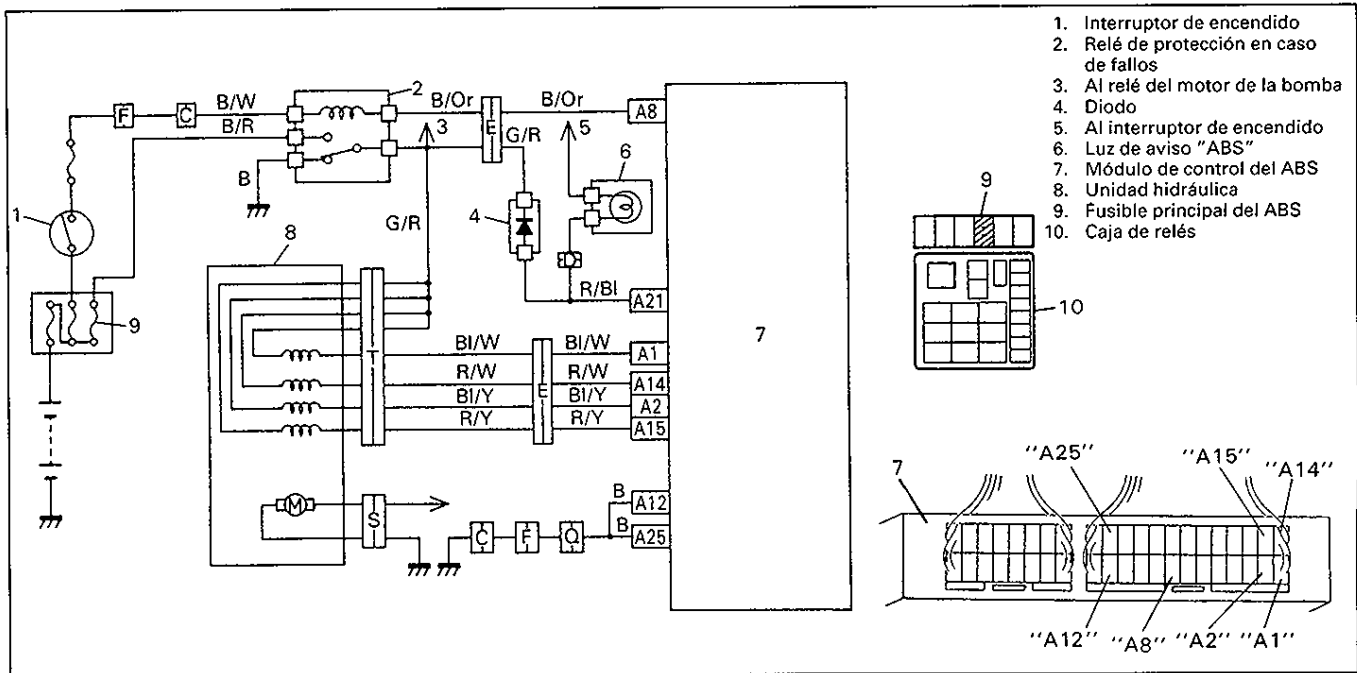 1. Interruptor de encendido
2. Relé de protección en caso
de fallos
3. Al relé del motor de la bomba
4. Diodo
5. Al interruptor de encendido
6. Luz de aviso "ABS"
7. Módulo de control del ABS
8. Unidad hidráulica
9. Fusible principal del ABS
10. Caja de relés
2
F C B/W B/Or E B/Or A8
B/R 3 G/R 5
6
B
1
4
G/R
8
R/Bl A21
9
7
T
Bl/W E Bl/W A1
R/W R/W A14
Bl/Y Bl/Y A2
R/Y R/Y A15
M S
B A12
C F Q B A25
9
10
7
"A25" "A15" "A14"
"A12" "A8" "A2" "A1"